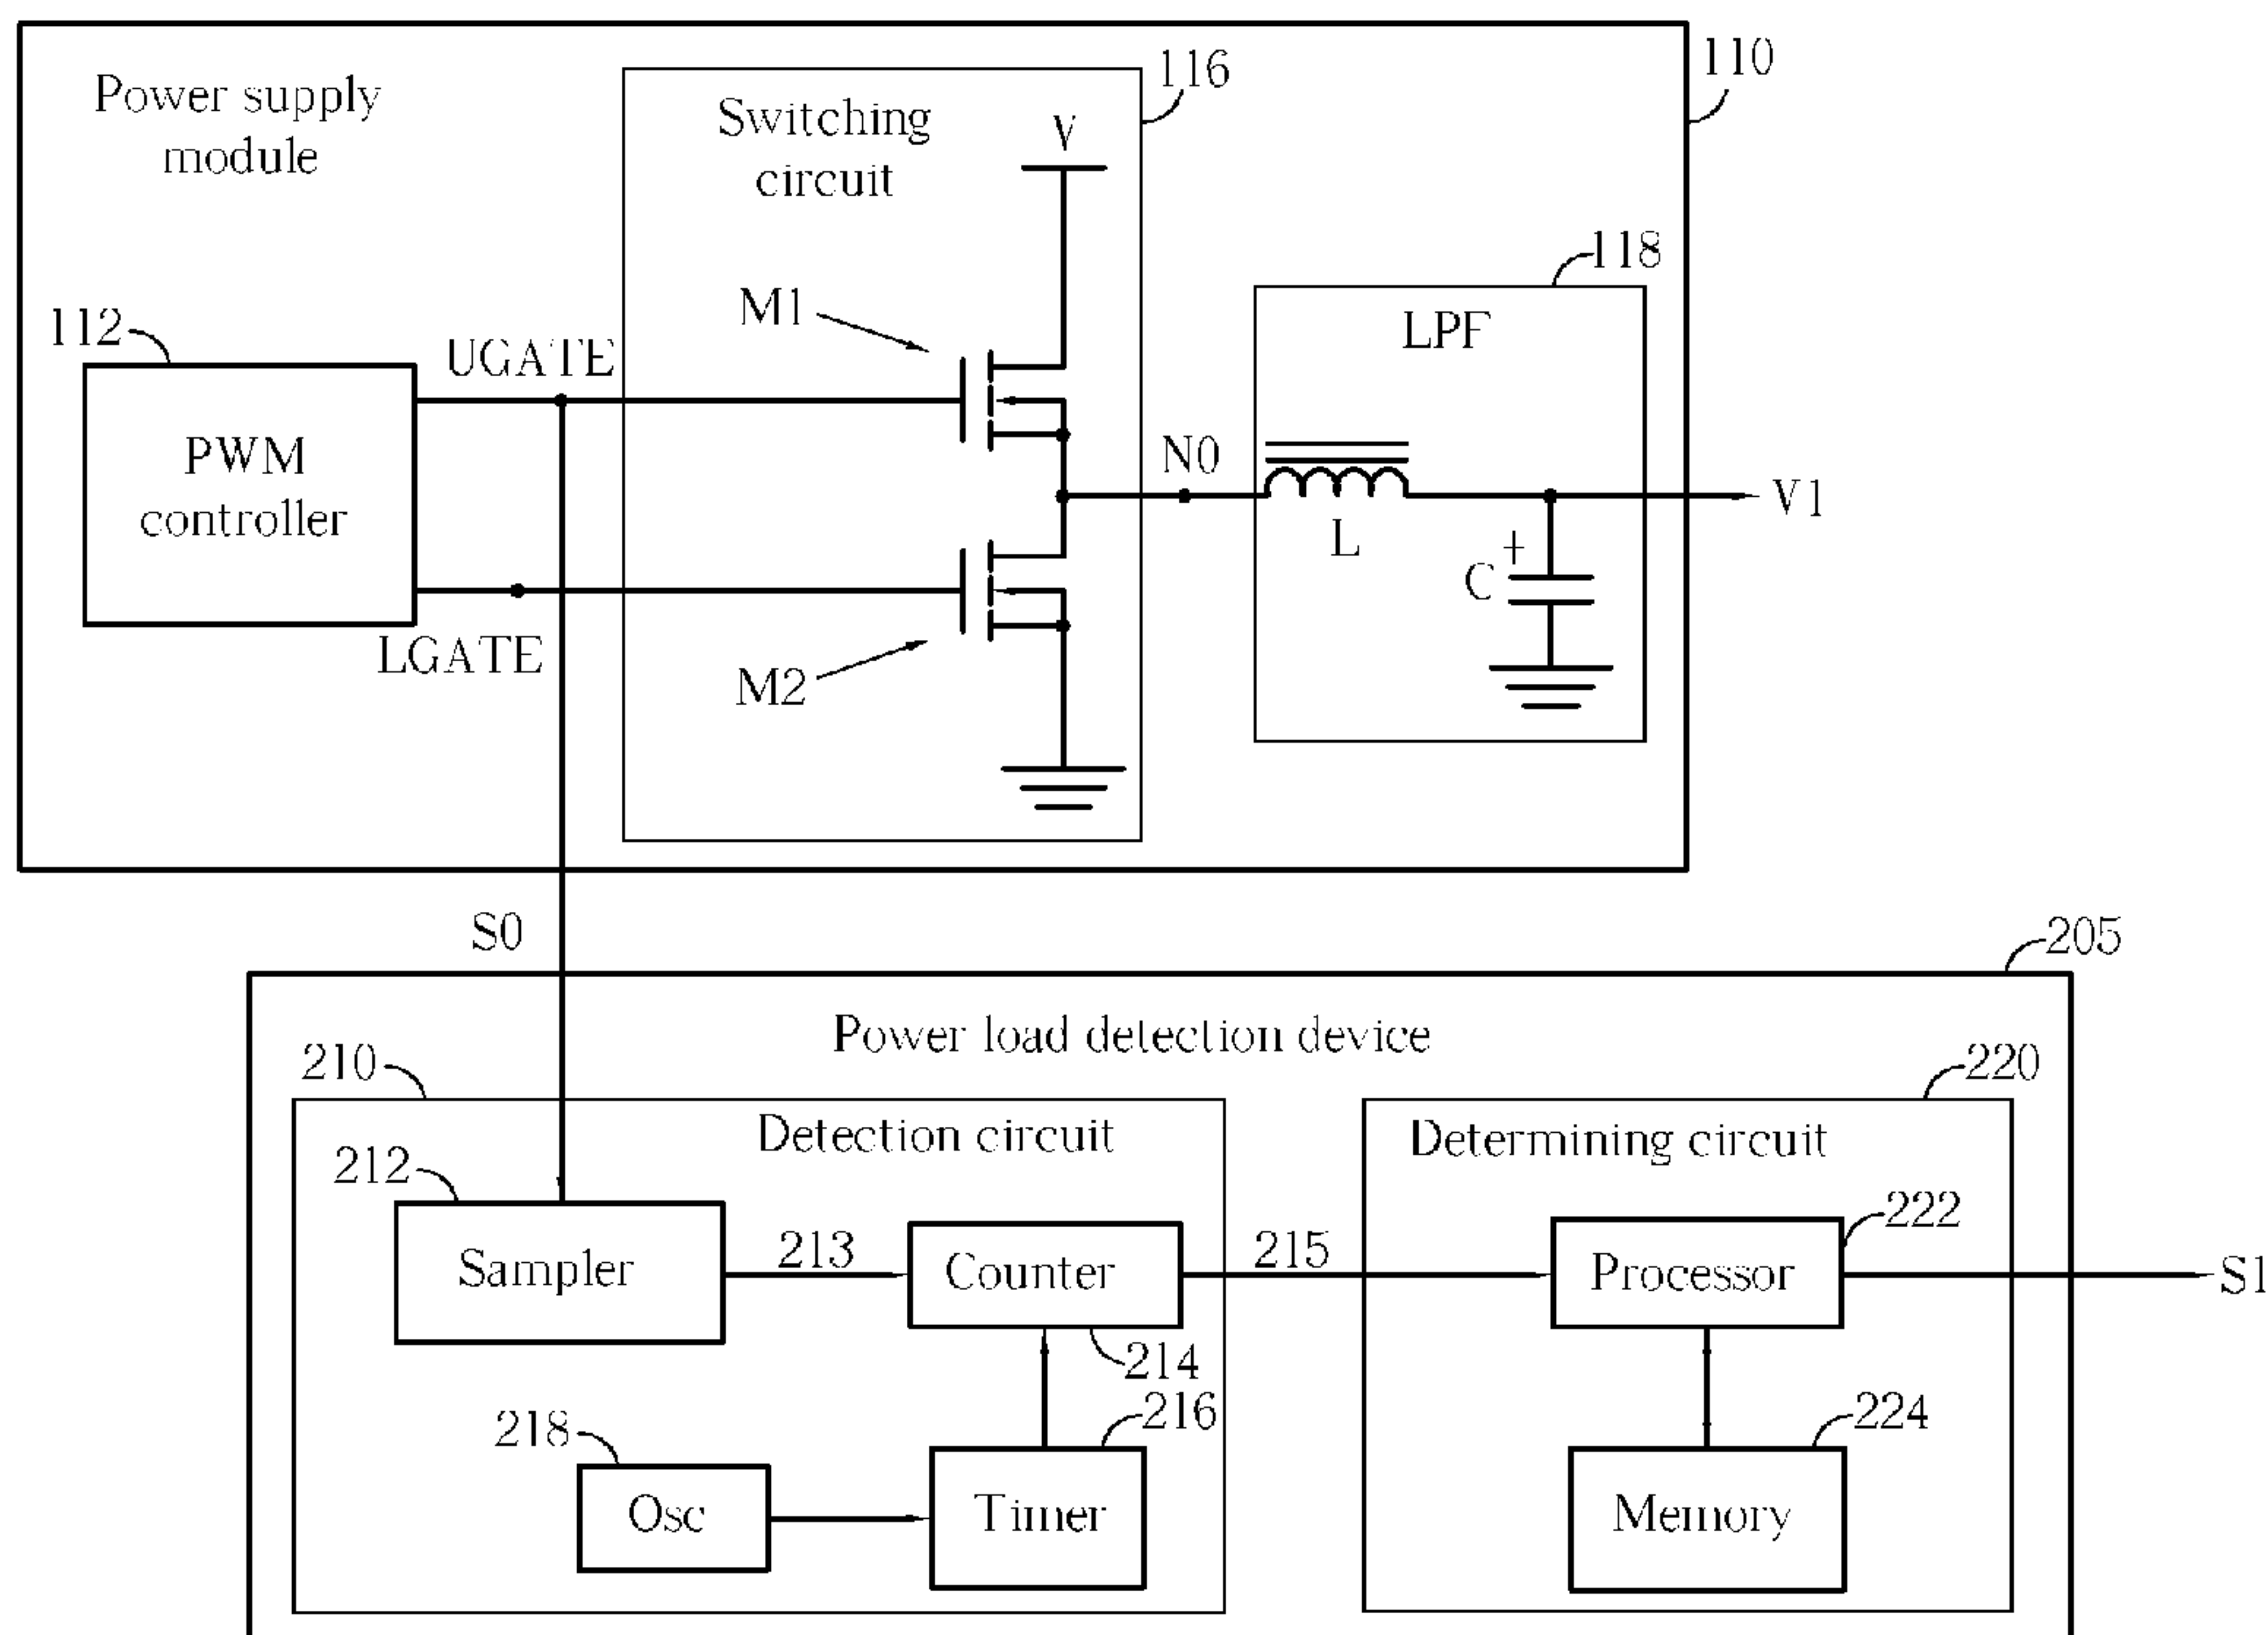 Power supply
module
Switching
circuit
116
110
V
118
M1
LPF
112
UGATE
PWM
controller
N0
V1
L
+
C
LGATE
M2
S0
205
Power load detection device
210
220
Detection circuit
Determining circuit
212
222
Sampler
213
Counter
215
Processor
S1
214
216
224
218
Osc
Timer
Memory